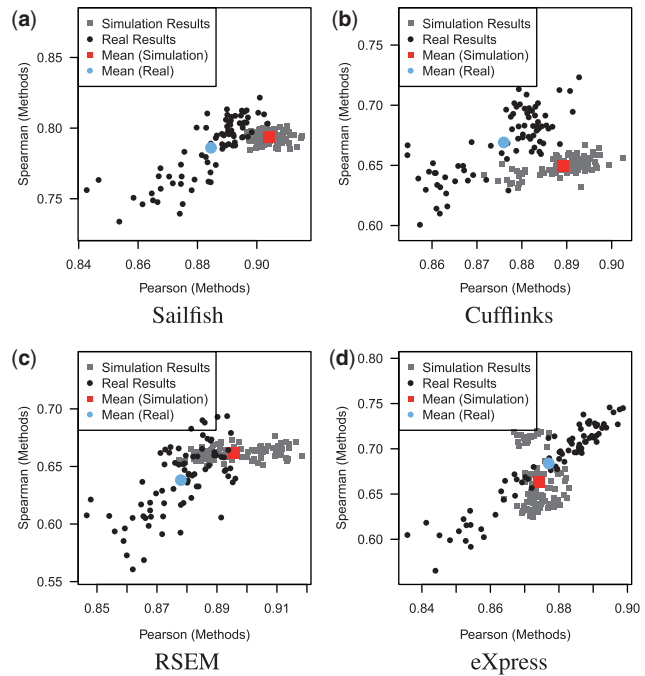 (a)
Simulation Results
Real Results
Mean (Simulation)
Mean (Real)
Spearman (Methods)
0.85
0.80
0.75
0.84 0.86 0.88 0.90
Pearson (Methods)
Sailfish
(b)
Simulation Results
Real Results
Mean (Simulation)
Mean (Real)
Spearman (Methods)
0.75
0.70
0.65
0.60
0.86 0.87 0.88 0.89 0.90
Pearson (Methods)
Cufflinks
(c)
Simulation Results
Real Results
Mean (Simulation)
Mean (Real)
Spearman (Methods)
0.70
0.65
0.60
0.55
0.85 0.87 0.89 0.91
Pearson (Methods)
RSEM
(d)
Simulation Results
Real Results
Mean (Simulation)
Mean (Real)
Spearman (Methods)
0.80
0.75
0.70
0.65
0.60
0.84 0.86 0.88 0.90
Pearson (Methods)
eXpress